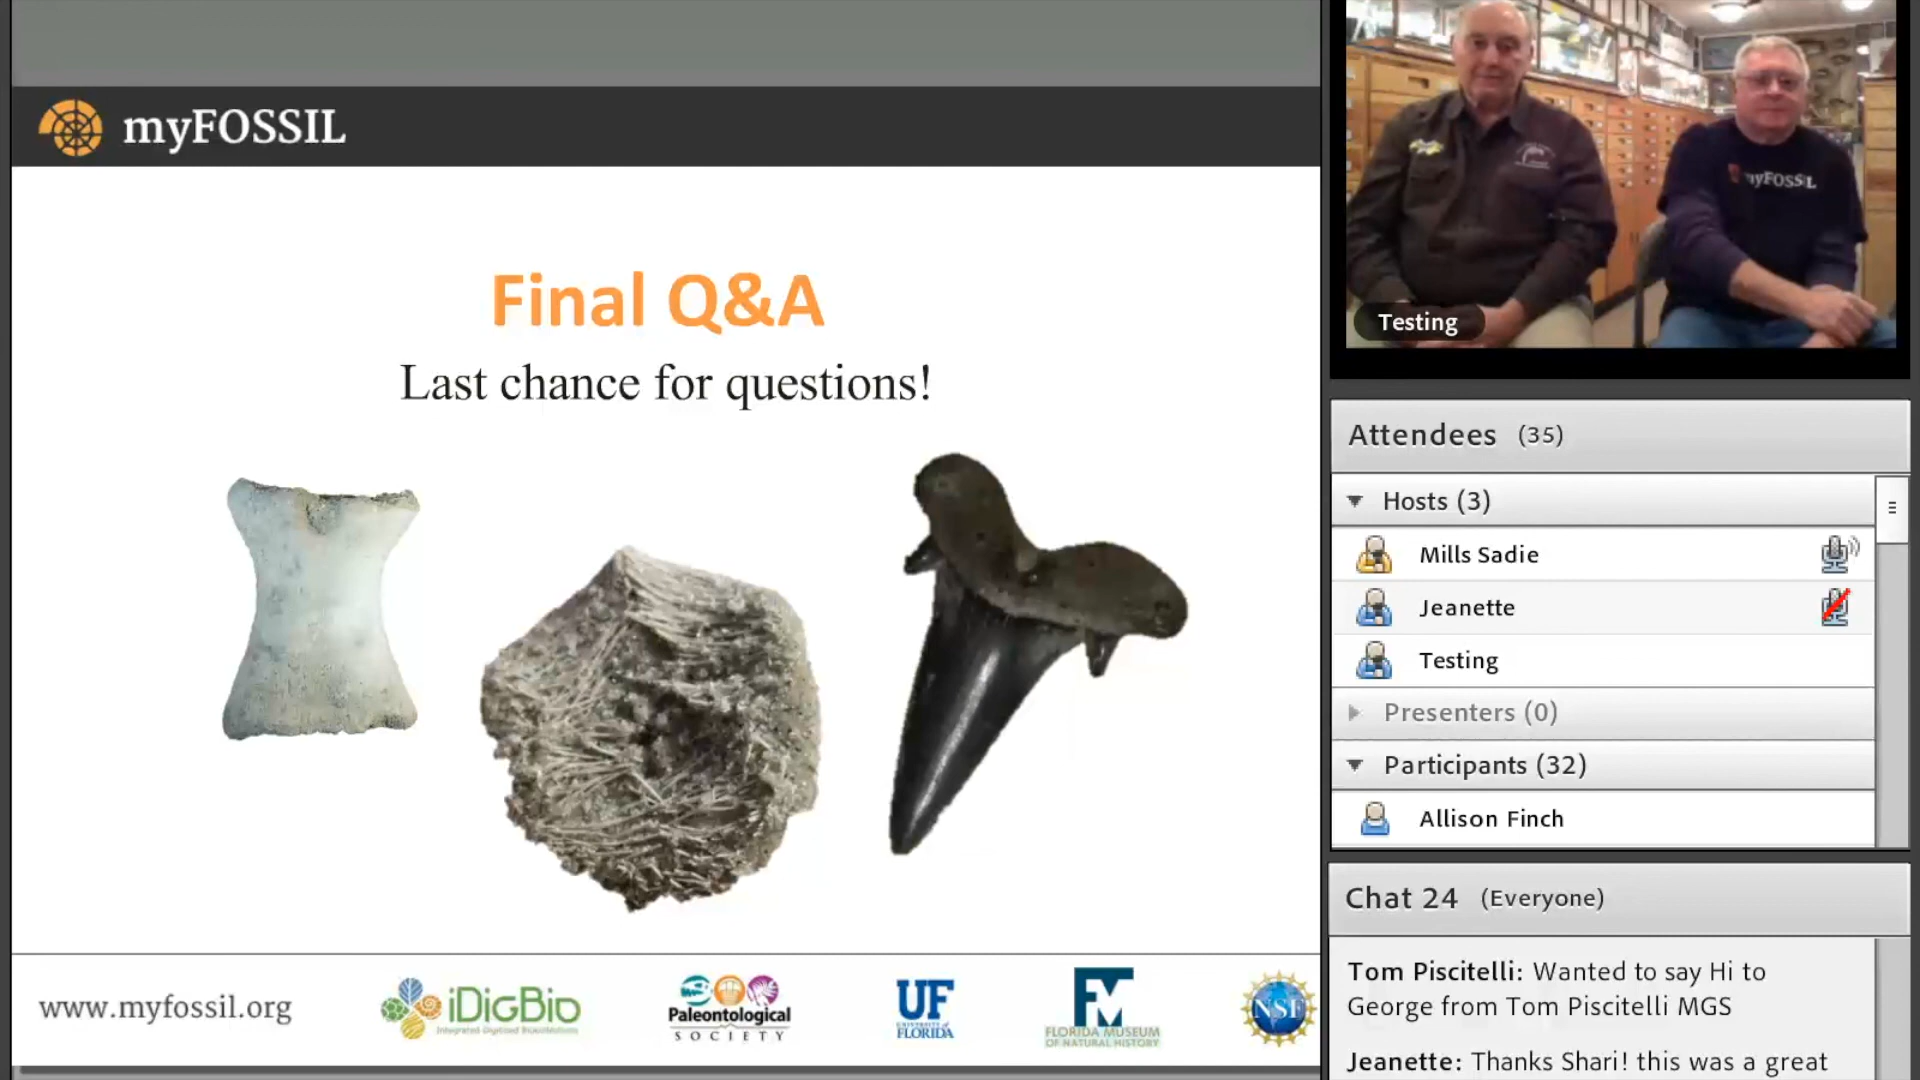 myFOSSIL
Final Q&A
Last chance for questions!
www.myfossil.org
iDigBio
Paleontological
SOCIETY
UF
UNIVERSITY of
FLORIDA
FM
FLORIDA MUSEUM
OF NATURAL HISTORY
NSF
myFOSSIL
Testing
Attendees (35)
Hosts (3)
Mills Sadie
Jeanette
Testing
Presenters (0)
Participants (32)
Allison Finch
Chat 24 (Everyone)
Tom Piscitelli: Wanted to say Hi to
George from Tom Piscitelli MGS
Jeanette: Thanks Shari! this was a great